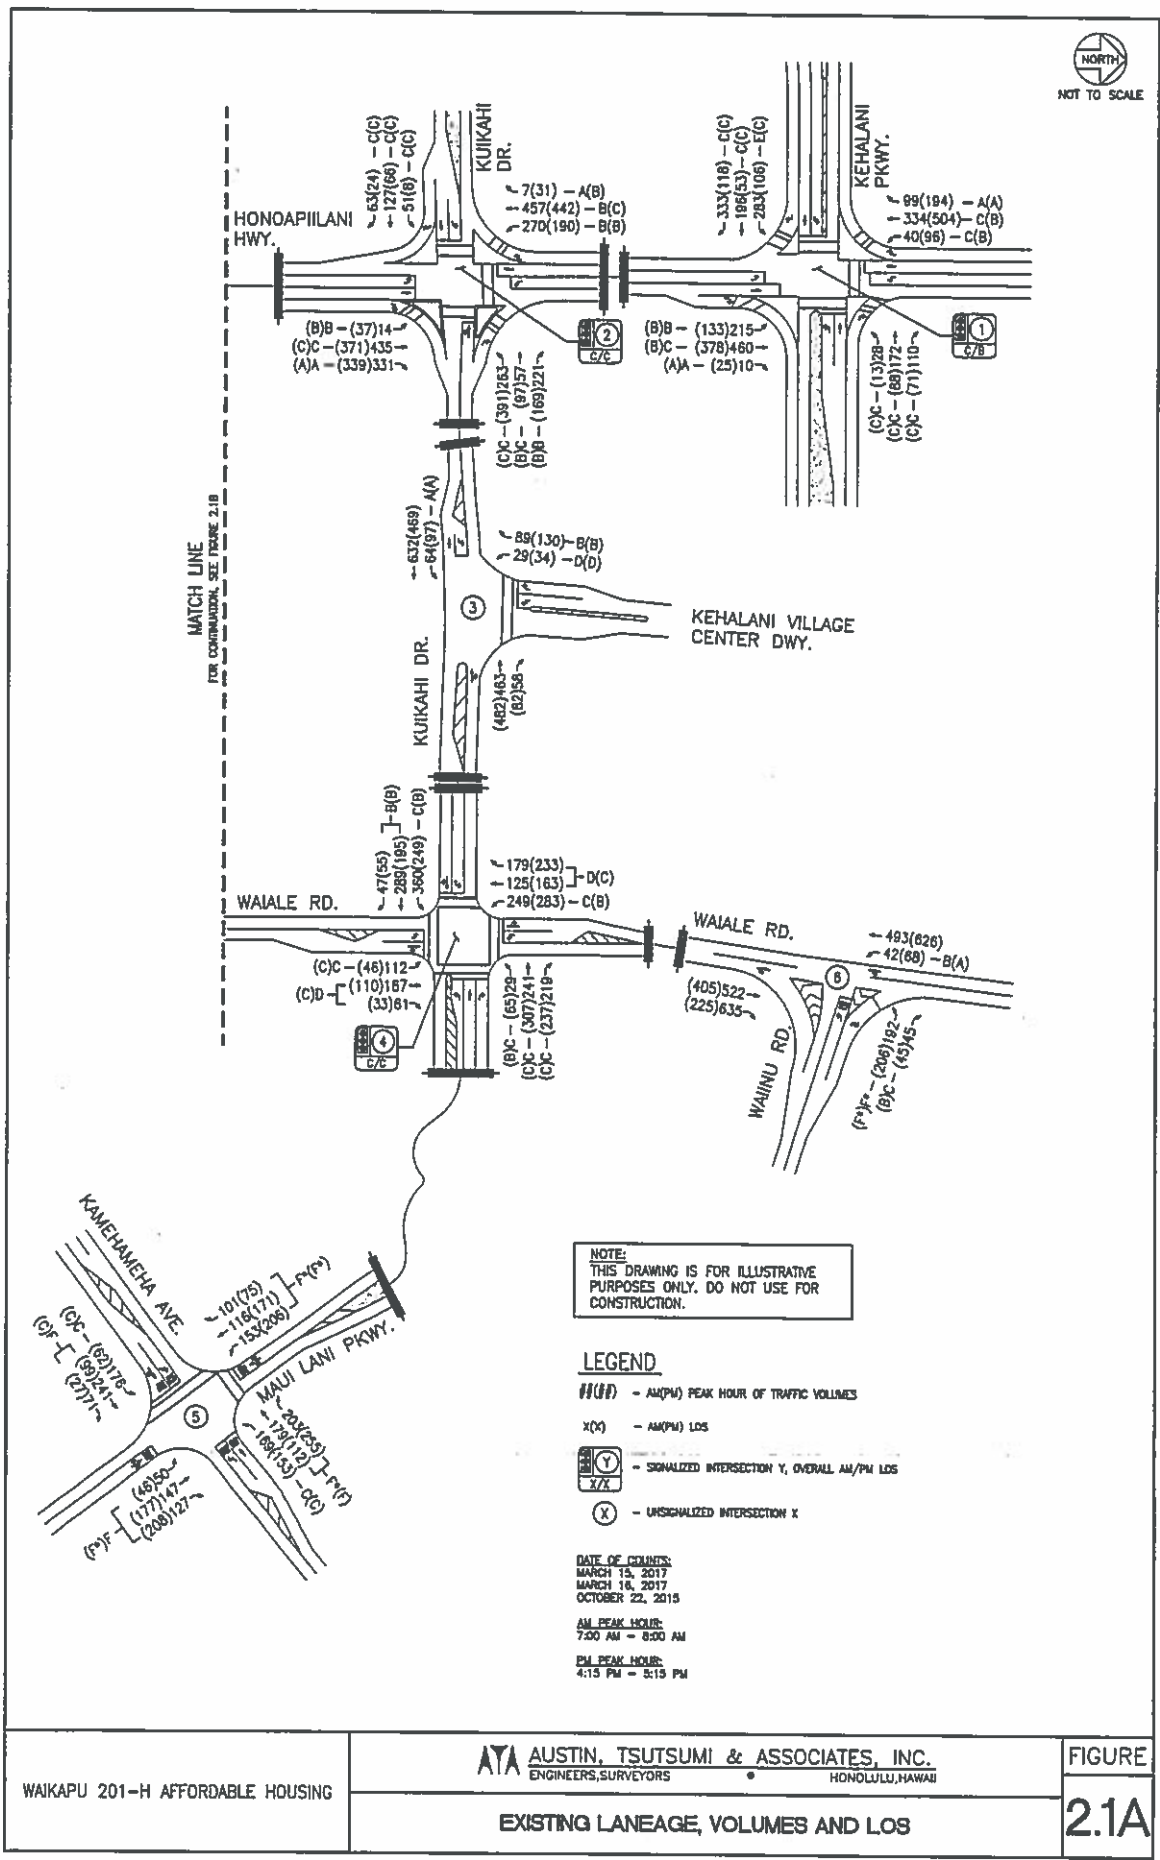 NORTH
NOT TO SCALE
KUIKAHI
DR.
63(24) – C(C)
127(66) – C(C)
51(8) – C(C)
7(31) – A(B)
457(442) – B(C)
270(190) – B(B)
HONOAPIILANI
HWY.
333(118) – C(C)
196(53) – C(C)
283(106) – E(C)
KEHALANI
PKWY.
99(194) – A(A)
334(504) – C(B)
40(96) – C(B)
(B)B – (37)14
(C)C – (371)435
(A)A – (339)331
2
C/C
(C)C – (391)263
(B)C – (97)57
(B)B – (169)221
(B)B – (133)215
(B)C – (378)460
(A)A – (25)10
1
C/B
(C)C – (13)28
(C)C – (88)172
(C)C – (71)110
MATCH LINE
FOR CONTINUATION, SEE FIGURE 2.1B
632(469)
64(97) – A(A)
89(130) – B(B)
29(34) – D(D)
3
KEHALANI VILLAGE
CENTER DWY.
KUIKAHI DR.
(482)463
(82)58
47(55)
289(195)
B(B)
360(249) – C(B)
179(233)
125(163)
D(C)
249(283) – C(B)
WAIALE RD.
(C)C – (46)112
(C)D – (110)187
(33)61
4
C/C
(B)C – (65)29
(C)C – (307)241
(C)C – (237)219
WAIALE RD.
493(626)
42(68) – B(A)
6
(405)522
(225)635
WAIINU RD.
(F*)F* – (206)192
(B)C – (45)45
KAMEHAMEHA AVE.
101(75)
116(171)
153(206)
F*(F*)
MAUI LANI PKWY.
(C)C – (62)176
(C)F
(99)241
(27)71
5
203(255)
179(112)
F*(F)
169(153) – C(C)
(46)50
(F*)F
(177)147
(208)127
NOTE:
THIS DRAWING IS FOR ILLUSTRATIVE
PURPOSES ONLY. DO NOT USE FOR
CONSTRUCTION.
LEGEND
##(##) – AM(PM) PEAK HOUR OF TRAFFIC VOLUMES
X(X) – AM(PM) LOS
Y
X/X
– SIGNALIZED INTERSECTION Y, OVERALL AM/PM LOS
X – UNSIGNALIZED INTERSECTION X
DATE OF COUNTS:
MARCH 15, 2017
MARCH 16, 2017
OCTOBER 22, 2015
AM PEAK HOUR:
7:00 AM – 8:00 AM
PM PEAK HOUR:
4:15 PM – 5:15 PM
WAIKAPU 201-H AFFORDABLE HOUSING
ATA AUSTIN, TSUTSUMI & ASSOCIATES, INC.
ENGINEERS, SURVEYORS • HONOLULU, HAWAII
EXISTING LANEAGE, VOLUMES AND LOS
FIGURE
2.1A